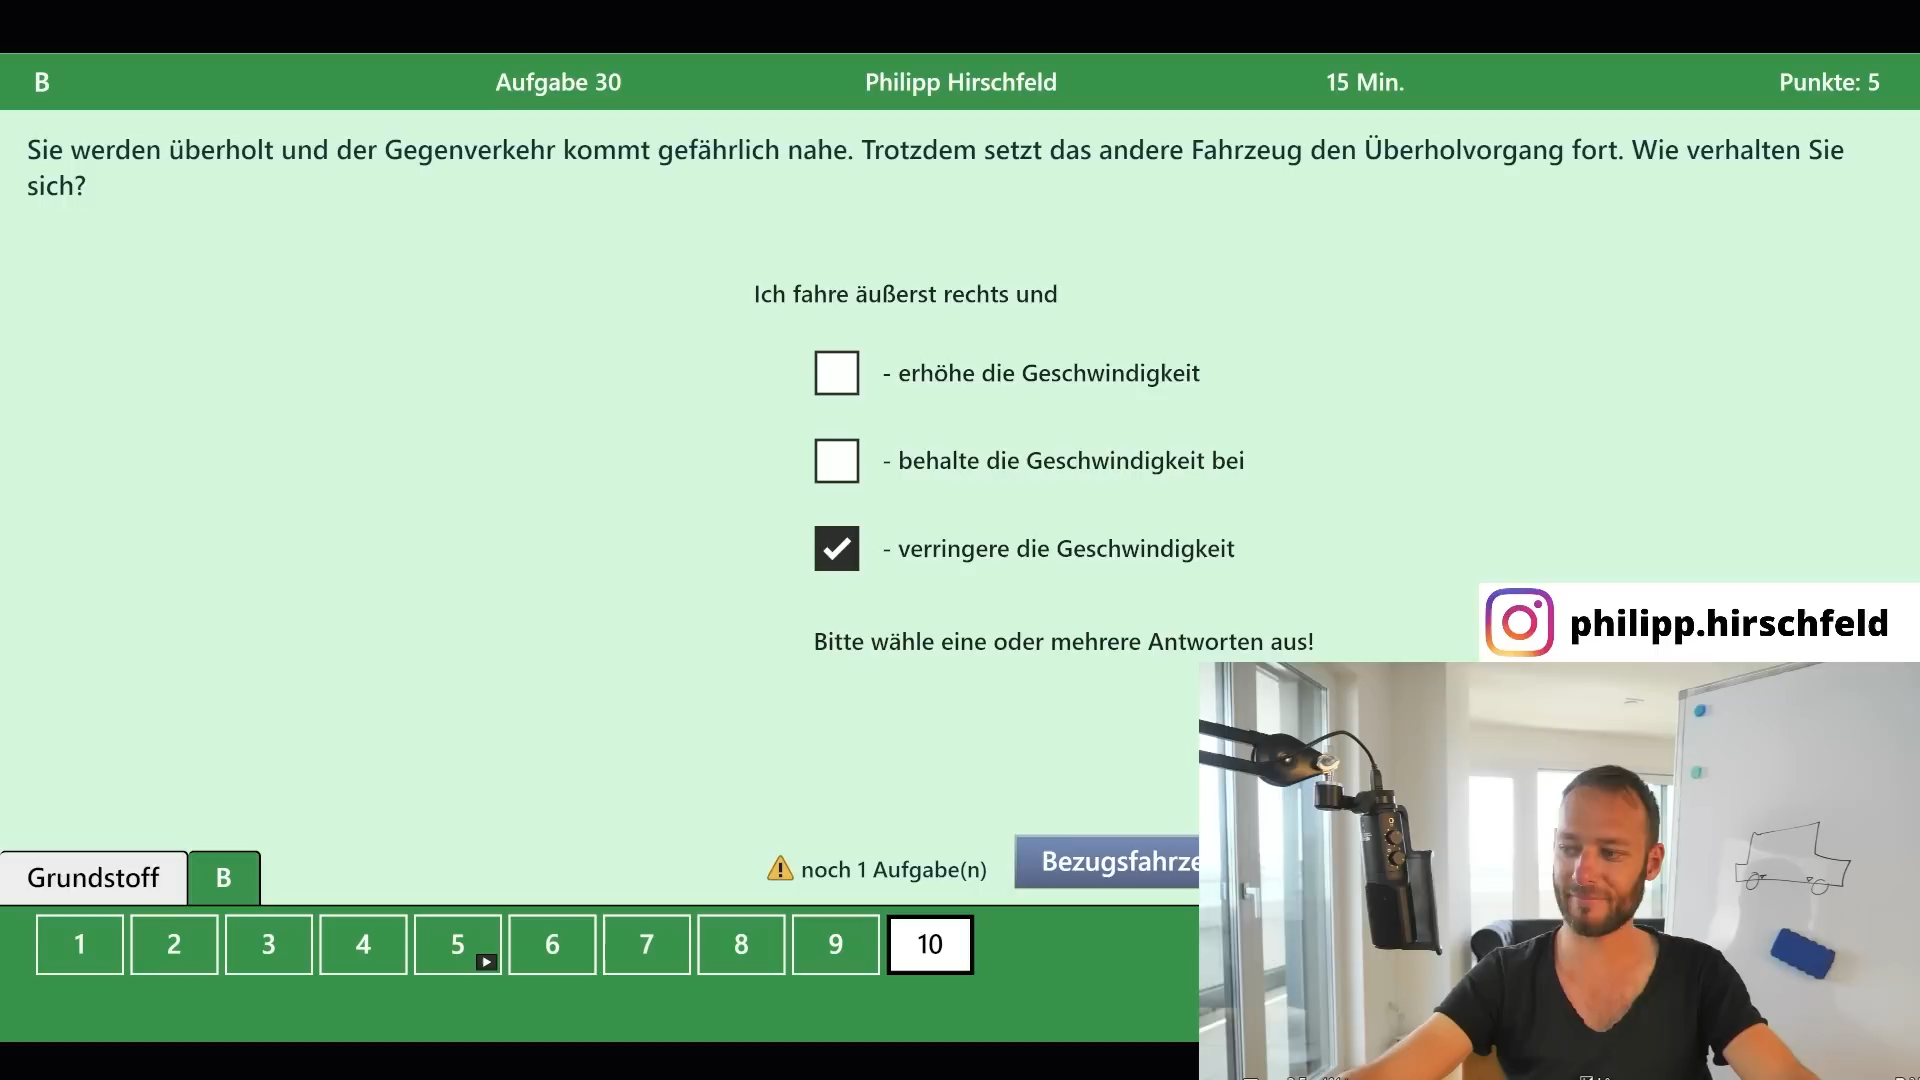 B
Aufgabe 30
Philipp Hirschfeld
15 Min.
Punkte: 5
Sie werden überholt und der Gegenverkehr kommt gefährlich nahe. Trotzdem setzt das andere Fahrzeug den Überholvorgang fort. Wie verhalten Sie
sich?
Ich fahre äußerst rechts und
- erhöhe die Geschwindigkeit
- behalte die Geschwindigkeit bei
- verringere die Geschwindigkeit
Bitte wähle eine oder mehrere Antworten aus!
philipp.hirschfeld
Grundstoff
B
noch 1 Aufgabe(n)
Bezugsfahrze
1 2 3 4 5 6 7 8 9 10